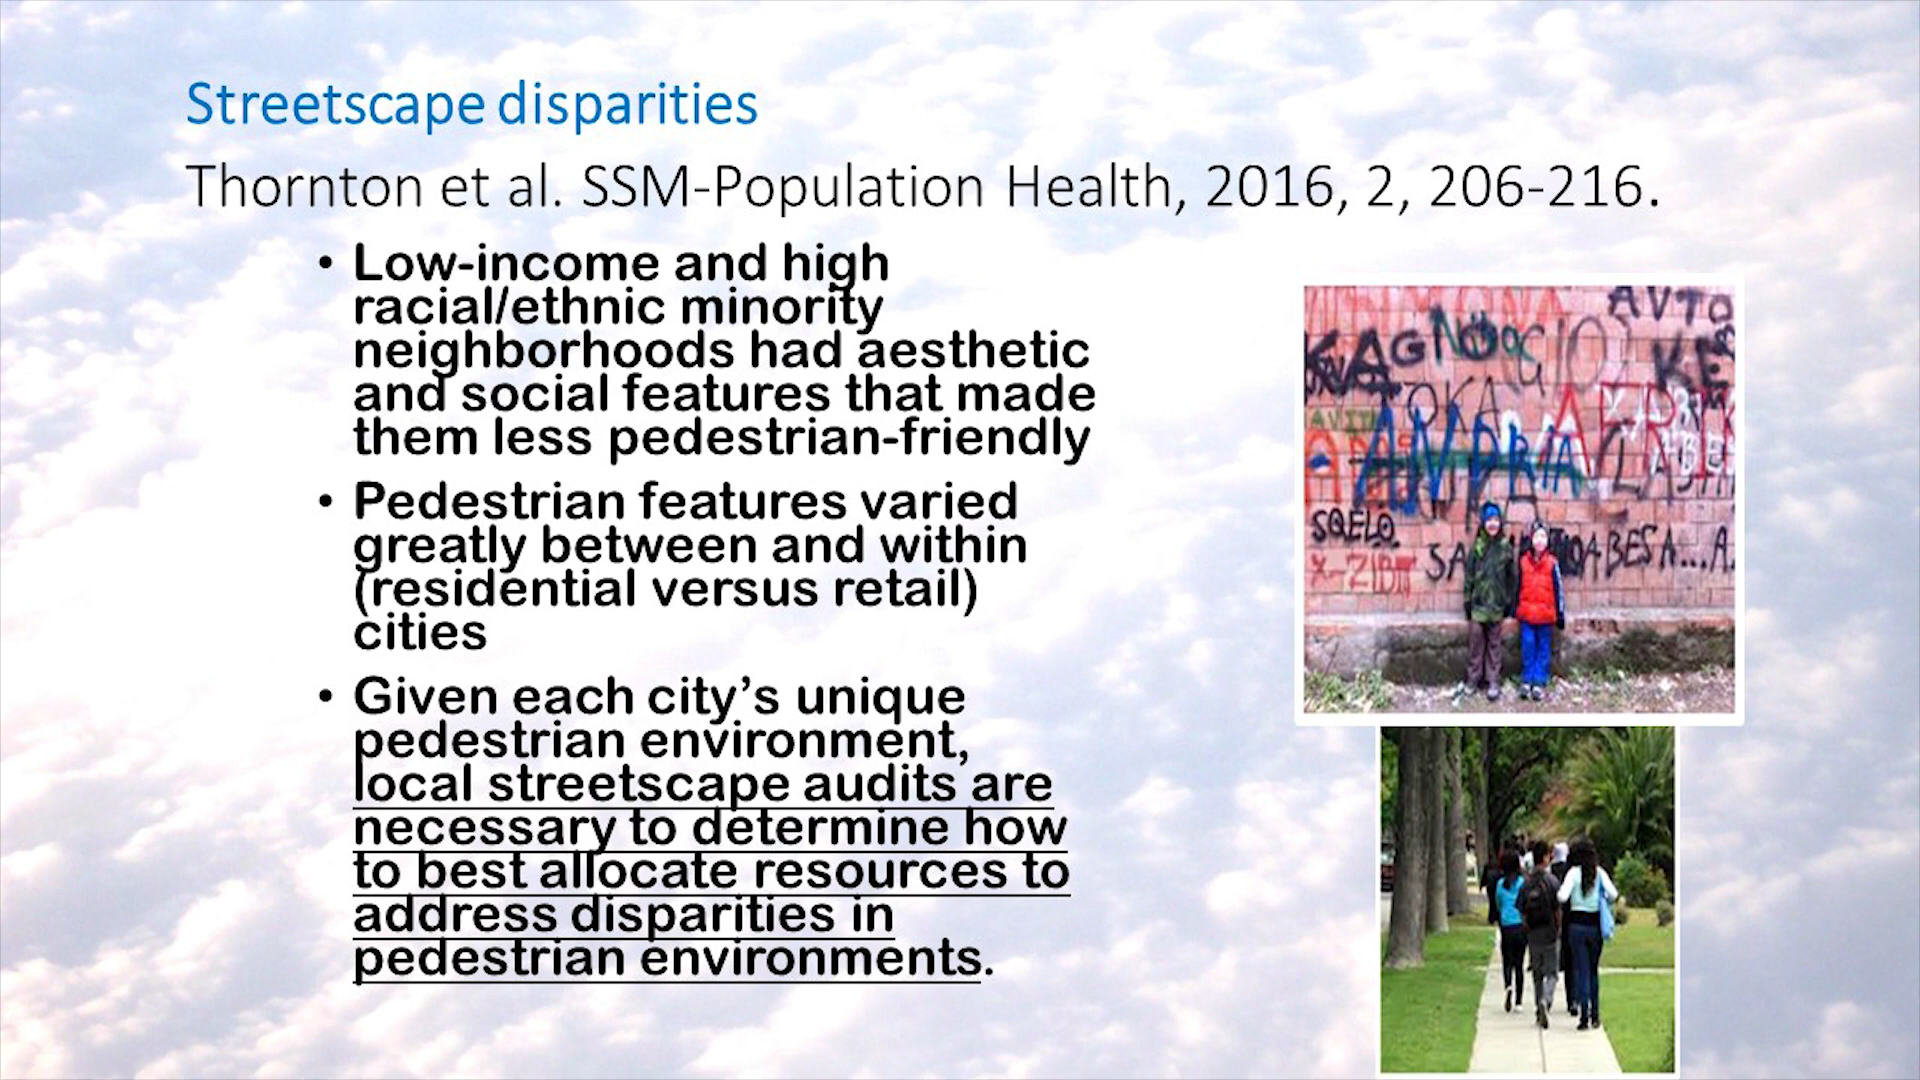 Streetscape disparities
Thornton et al. SSM-Population Health, 2016, 2, 206-216.
• Low-income and high
racial/ethnic minority
neighborhoods had aesthetic
and social features that made
them less pedestrian-friendly
• Pedestrian features varied
greatly between and within
(residential versus retail)
cities
• Given each city’s unique
pedestrian environment,
local streetscape audits are
necessary to determine how
to best allocate resources to
address disparities in
pedestrian environments.
AVTO
SQELO